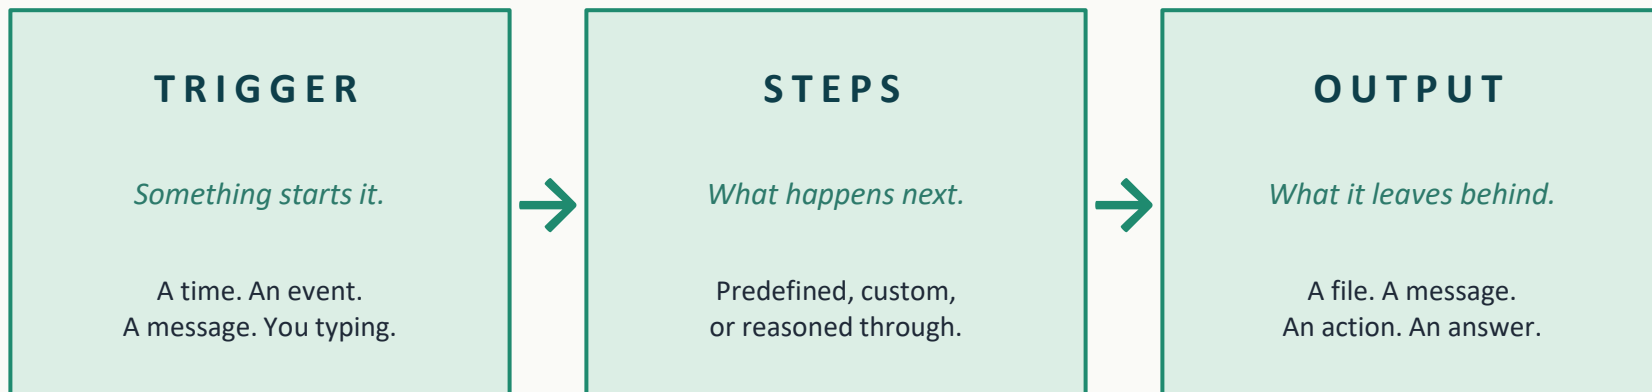 TRIGGER
Something starts it.
A time. An event.
A message. You typing.
STEPS
What happens next.
Predefined, custom,
or reasoned through.
OUTPUT
What it leaves behind.
A file. A message.
An action. An answer.